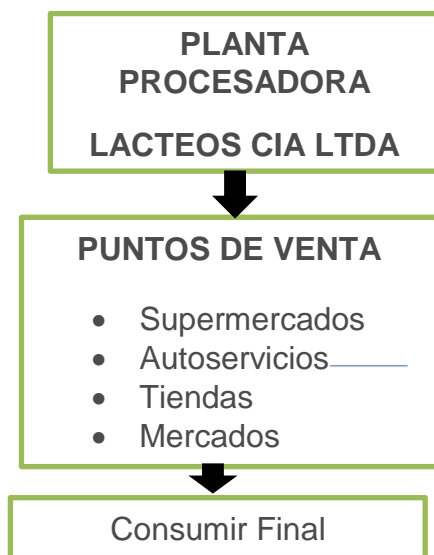 PLANTA
PROCESADORA
LACTEOS CIA LTDA
PUNTOS DE VENTA
• Supermercados
• Autoservicios
• Tiendas
• Mercados
Consumir Final